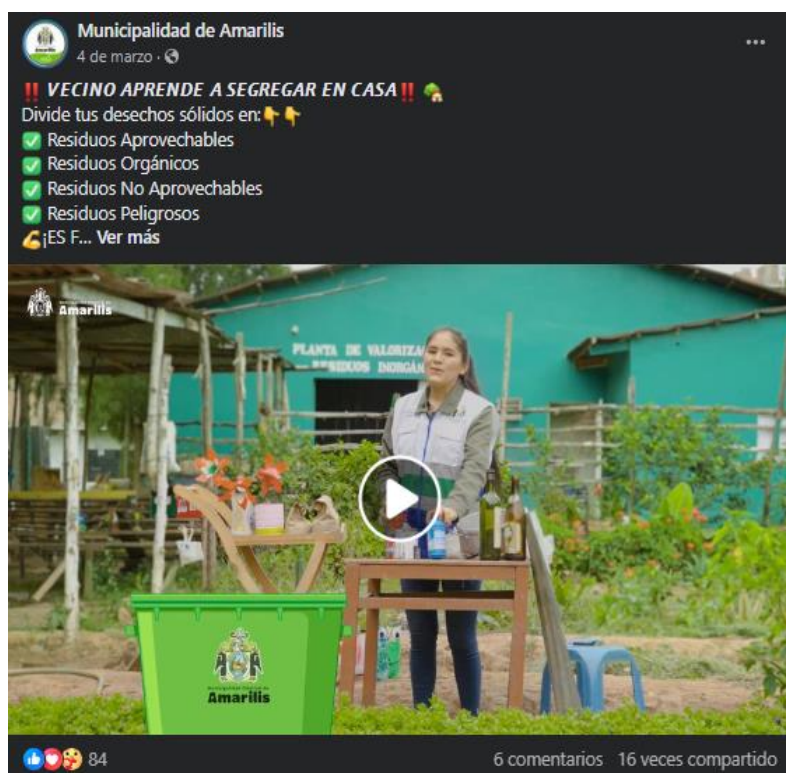 Municipalidad de Amarilis
4 de marzo
‼ VECINO APRENDE A SEGREGAR EN CASA‼ 🏡
Divide tus desechos sólidos en:👇👇
✅ Residuos Aprovechables
✅ Residuos Orgánicos
✅ Residuos No Aprovechables
✅ Residuos Peligrosos
💪¡ES F... Ver más
Amarilis
PLANTA DE VALORIZA
RESIDUOS INORGÁN
Amarilis
84
6 comentarios 16 veces compartido